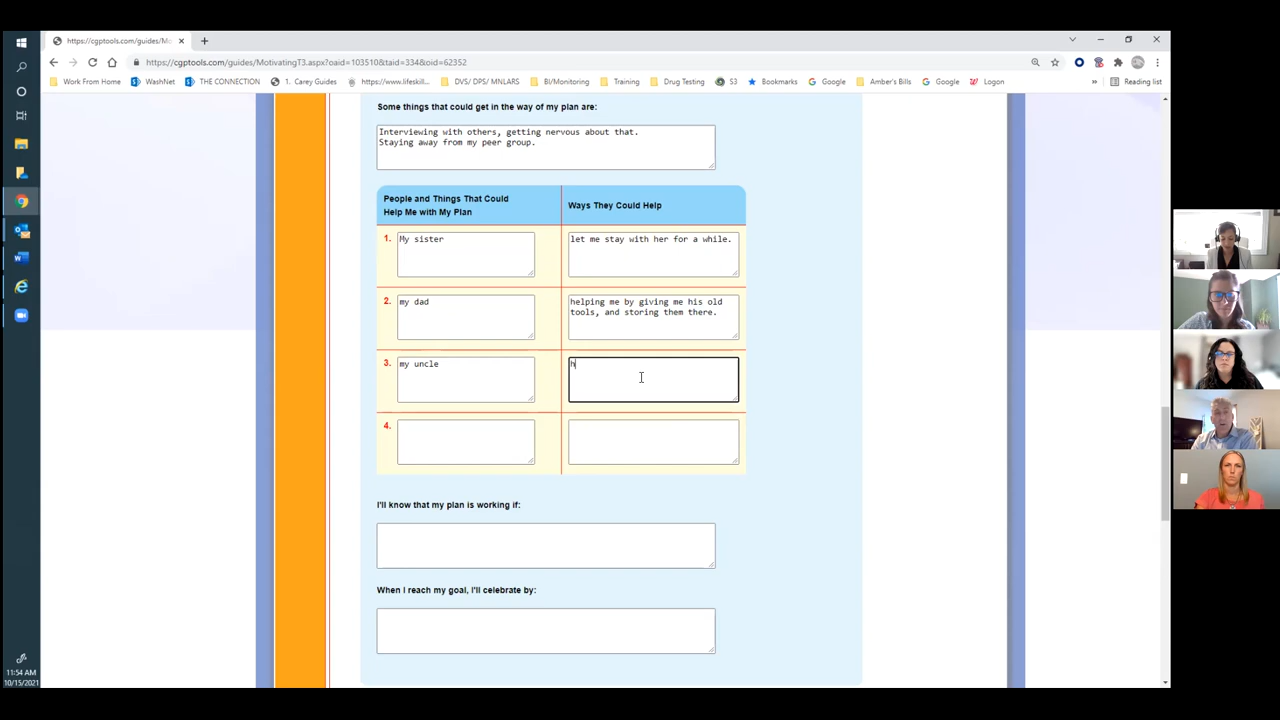 https://cgptools.com/guides/Mo
https://cgptools.com/guides/MotivatingT3.aspx?oaid=103510&taid=334&oid=62352
Work From Home
WashNet
THE CONNECTION
1. Carey Guides
https://www.lifeskill...
DVS/ DPS/ MNLARS
BI/Monitoring
Training
Drug Testing
S3
Bookmarks
Google
Amber's Bills
Google
Logon
»
Reading list
Some things that could get in the way of my plan are:
Interviewing with others, getting nervous about that.
Staying away from my peer group.
People and Things That Could
Help Me with My Plan
Ways They Could Help
1. My sister
let me stay with her for a while.
2. my dad
helping me by giving me his old
tools, and storing them there.
3. my uncle
h
4.
I'll know that my plan is working if:
When I reach my goal, I'll celebrate by:
11:54 AM
10/15/2021